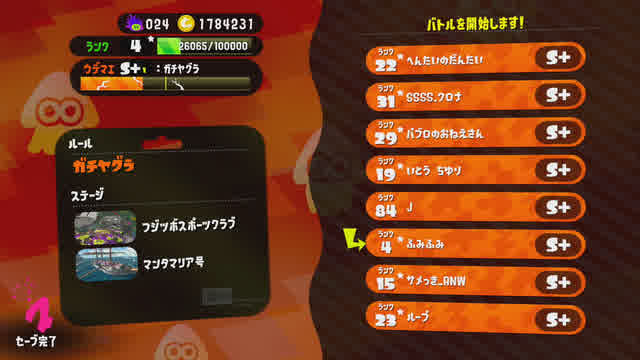 024 1784231
ランク 4* 26065/100000
ウデマエ S+ 1 : ガチヤグラ
ルール
ガチヤグラ
ステージ
フジツボスポーツクラブ
マンタマリア号
セーブ完了
バトルを開始します!
ランク 22* へんたいのだんたい S+
ランク 31* SSSS.クロナ S+
ランク 29* パブロのおねえさん S+
ランク 19* いとう ちゆり S+
ランク 84 J S+
ランク 4* ふみふみ S+
ランク 15* サメっき_ANW S+
ランク 23* ループ S+